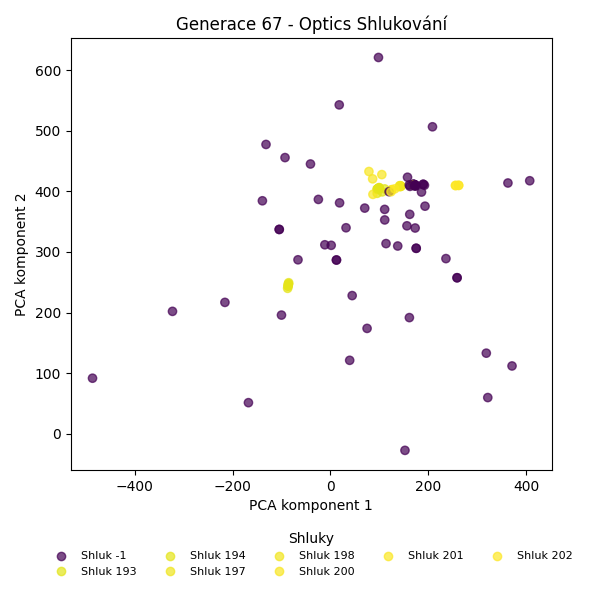 Generace 67 - Optics Shlukování
600
500
400
300
200
100
0
PCA komponent 2
−400 −200 0 200 400
PCA komponent 1
Shluky
Shluk -1 Shluk 194 Shluk 198 Shluk 201 Shluk 202
Shluk 193 Shluk 197 Shluk 200